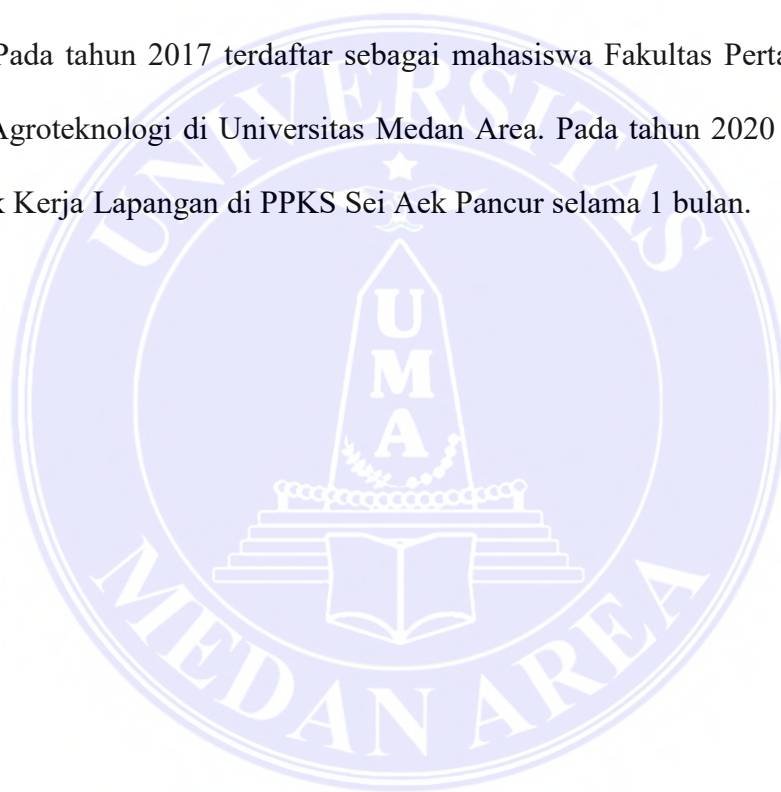 Pada tahun 2017 terdaftar sebagai mahasiswa Fakultas
Agroteknologi di Universitas Medan Area. Pada tahun 2020
Kerja Lapangan di PPKS Sei Aek Pancur selama 1 bulan.
UNIVERSITAS
U
M
A
MEDAN AREA